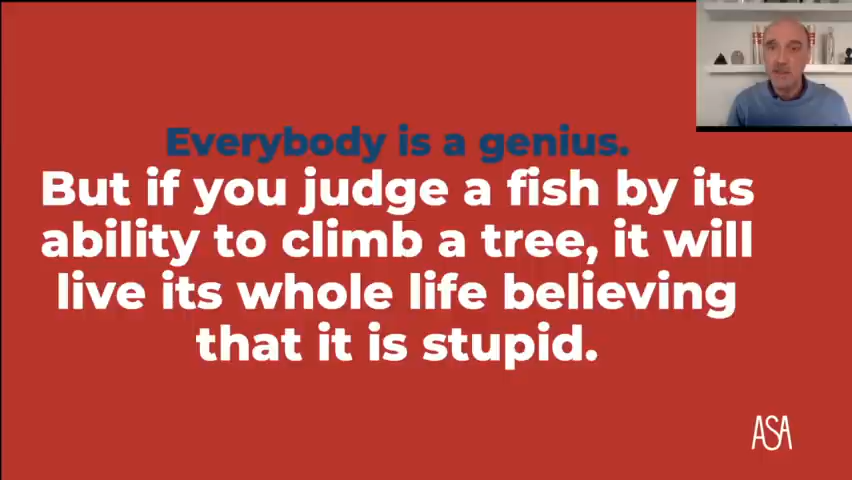 Everybody is a genius.
But if you judge a fish by its
ability to climb a tree, it will
live its whole life believing
that it is stupid.
ASA